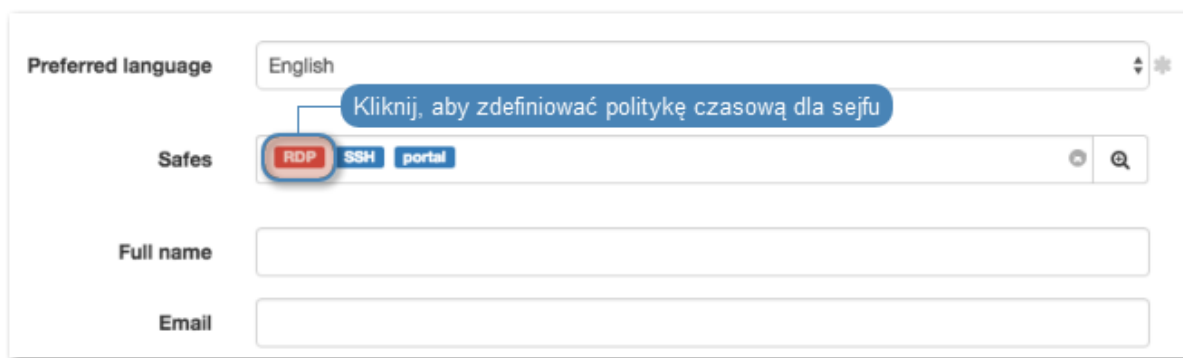 Preferred language English
Kliknij, aby zdefiniować politykę czasową dla sejfu
Safes RDP SSH portal
Full name
Email